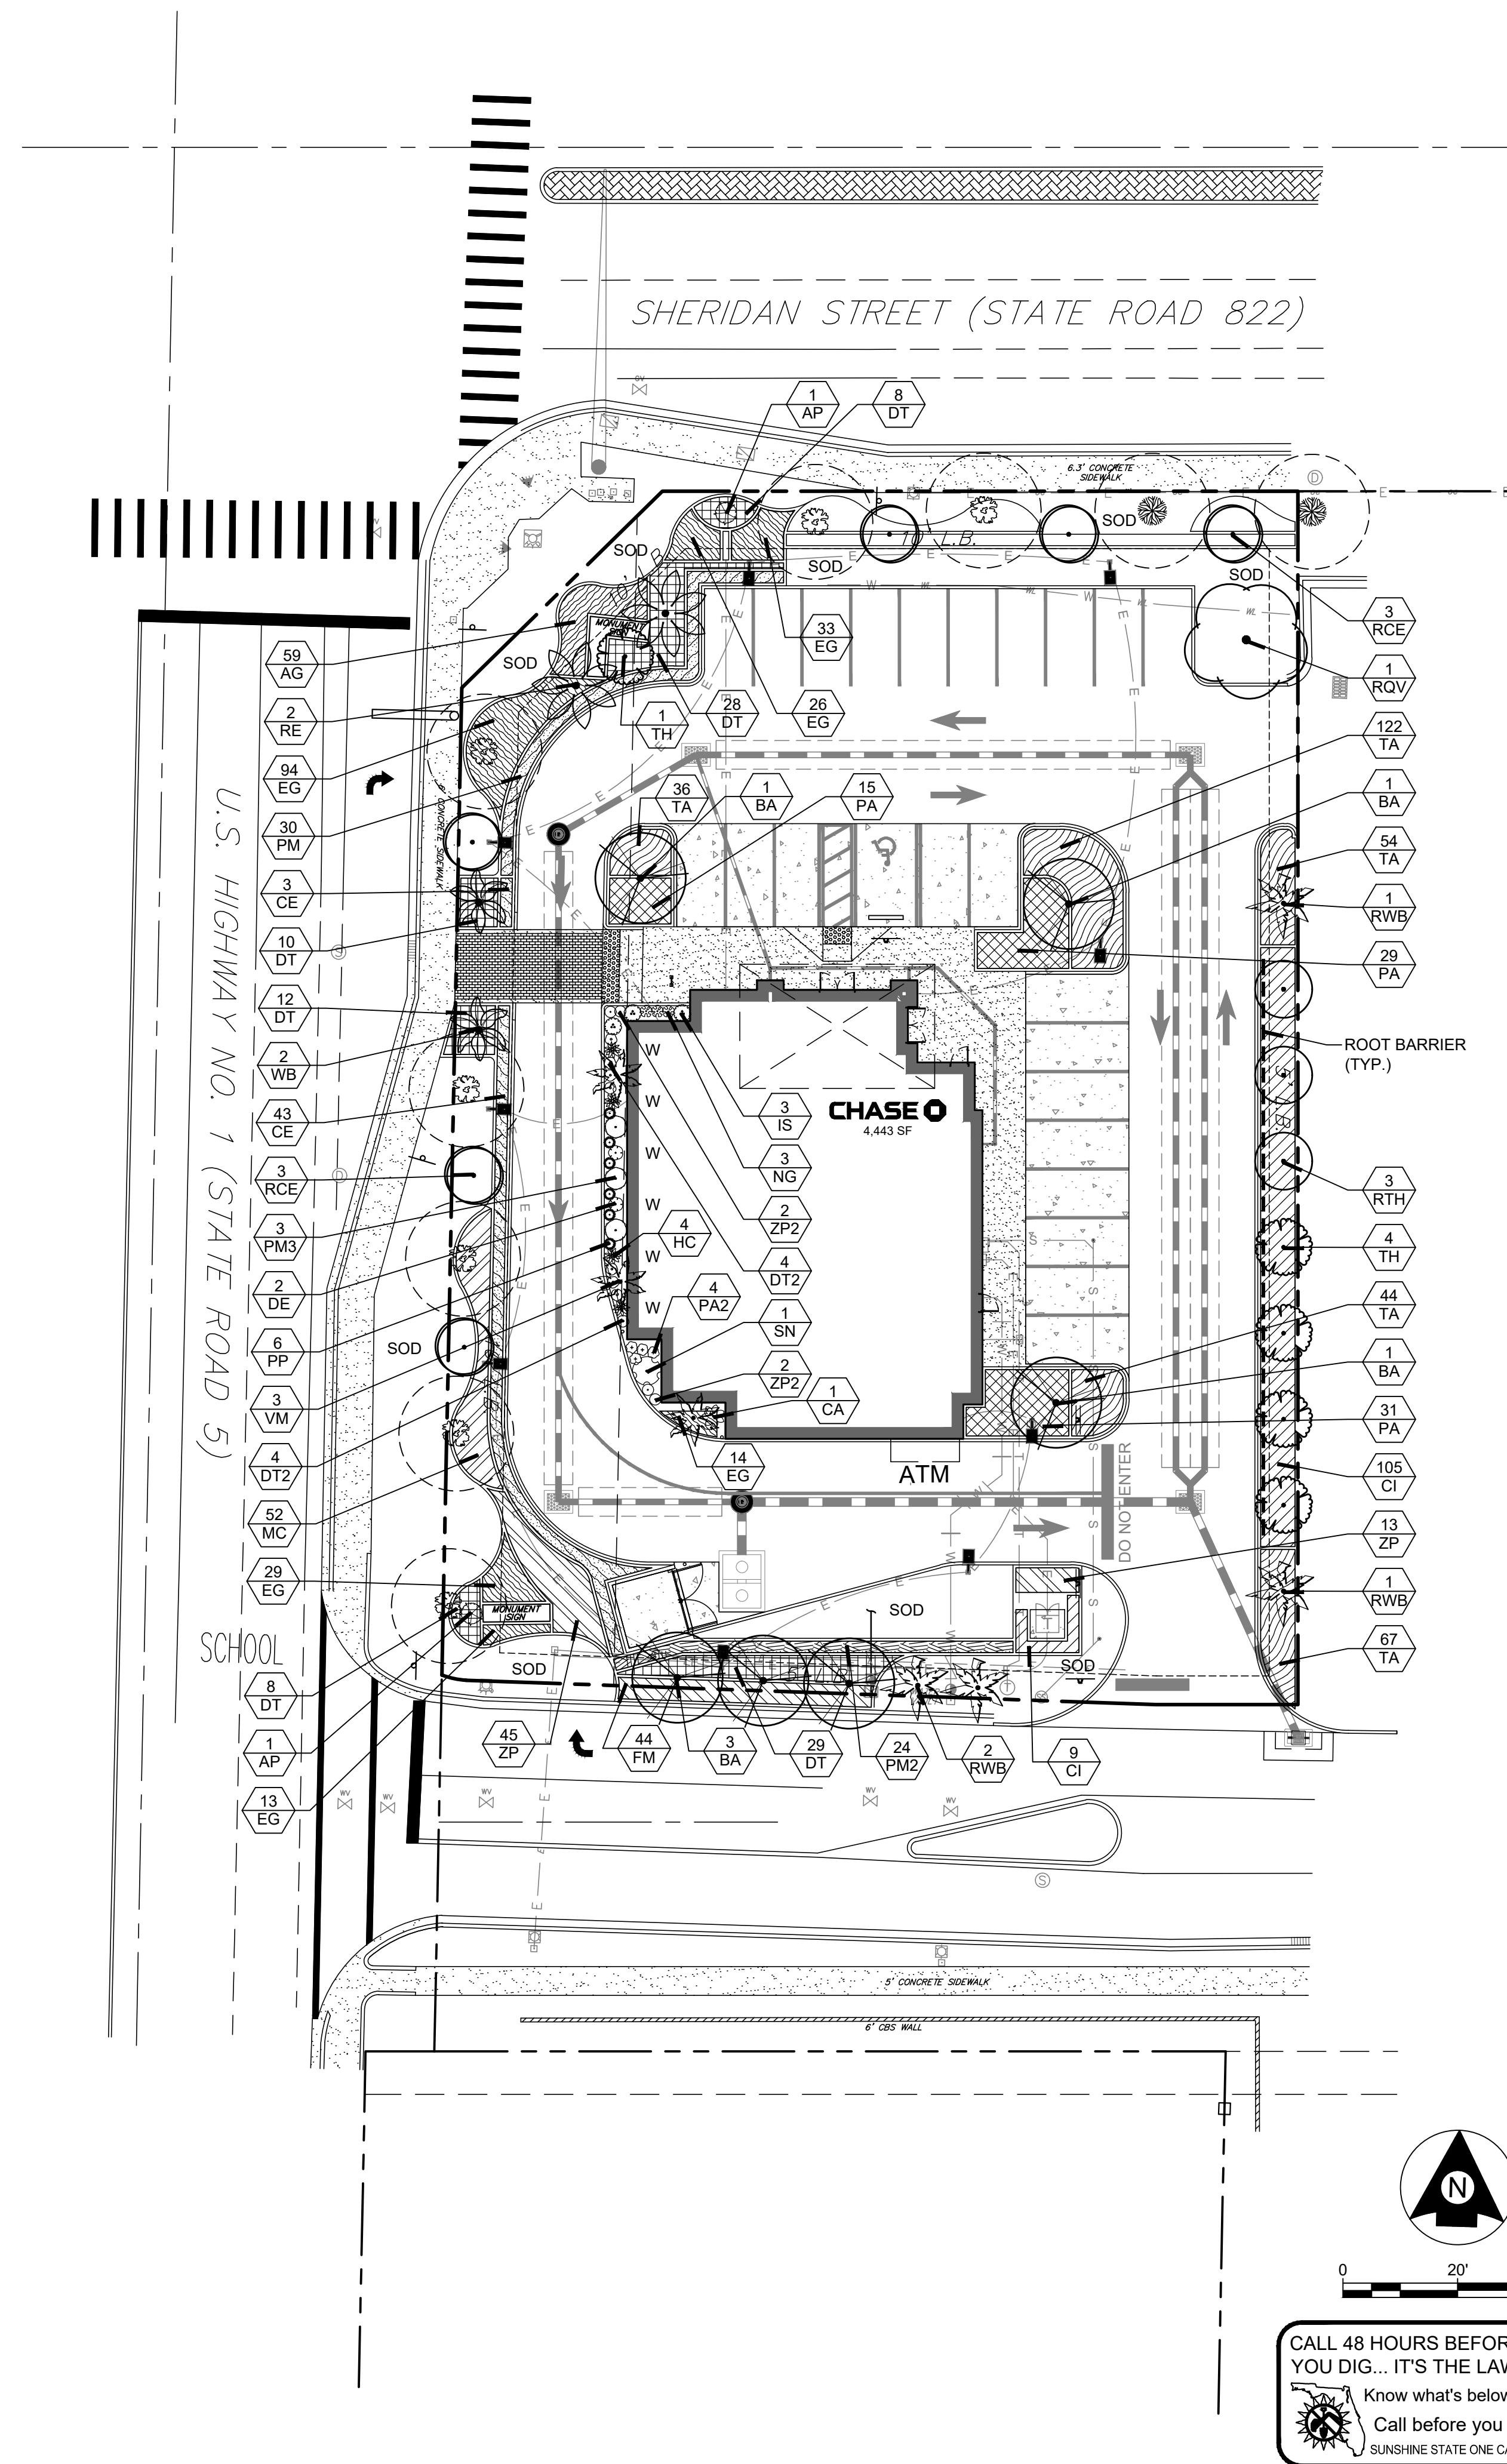 SHERIDAN STREET (STATE ROAD 822)
GV
1
AP
8
DT
6.3' CONCRETE
SIDEWALK
SOD
10' L.B.
SOD
SOD
SOD
MONUMENT
SIGN
SOD
59
AG
2
RE
94
EG
30
PM
3
CE
10
DT
12
DT
2
WB
43
CE
3
RCE
3
PM3
2
DE
6
PP
3
VM
4
DT2
52
MC
29
EG
8
DT
1
AP
13
EG
33
EG
1
TH
28
DT
26
EG
36
TA
1
BA
15
PA
3
RCE
1
RQV
122
TA
1
BA
54
TA
1
RWB
29
PA
ROOT BARRIER
(TYP.)
3
RTH
4
TH
44
TA
1
BA
31
PA
105
CI
13
ZP
1
RWB
67
TA
U.S. HIGHWAY NO. 1 (STATE ROAD 5)
CHASE
4,443 SF
W
W
W
W
W
W
3
IS
3
NG
2
ZP2
4
HC
4
DT2
4
PA2
1
SN
2
ZP2
1
CA
14
EG
ATM
DO NOT ENTER
SOD
SOD
MONUMENT
SIGN
SOD
SOD
SCHOOL
45
ZP
44
FM
3
BA
29
DT
24
PM2
2
RWB
9
CI
WV
WV
WV
WV
WV
5' CONCRETE SIDEWALK
6' CBS WALL
N
0
20'
CALL 48 HOURS BEFOR
YOU DIG... IT'S THE LAW
Know what's below
Call before you
SUNSHINE STATE ONE CA